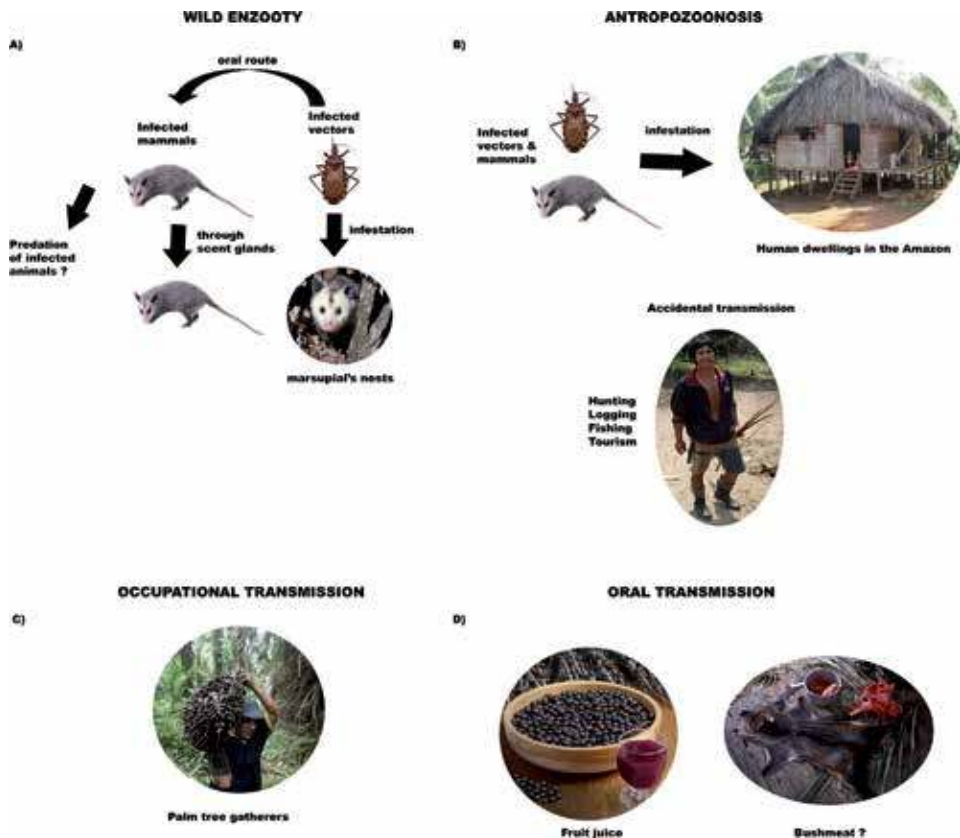 WILD ENZOOTY
A)
oral route
Infected
mammals
Infected
vectors
Predation
of infected
animals ?
through
scent glands
infestation
marsupial's nests
ANTROPOZOONOSIS
B)
Infected
vectors &
mammals
infestation
Human dwellings in the Amazon
Accidental transmission
Hunting
Logging
Fishing
Tourism
OCCUPATIONAL TRANSMISSION
C)
Palm tree gatherers
ORAL TRANSMISSION
D)
Fruit juice
Bushmeat ?